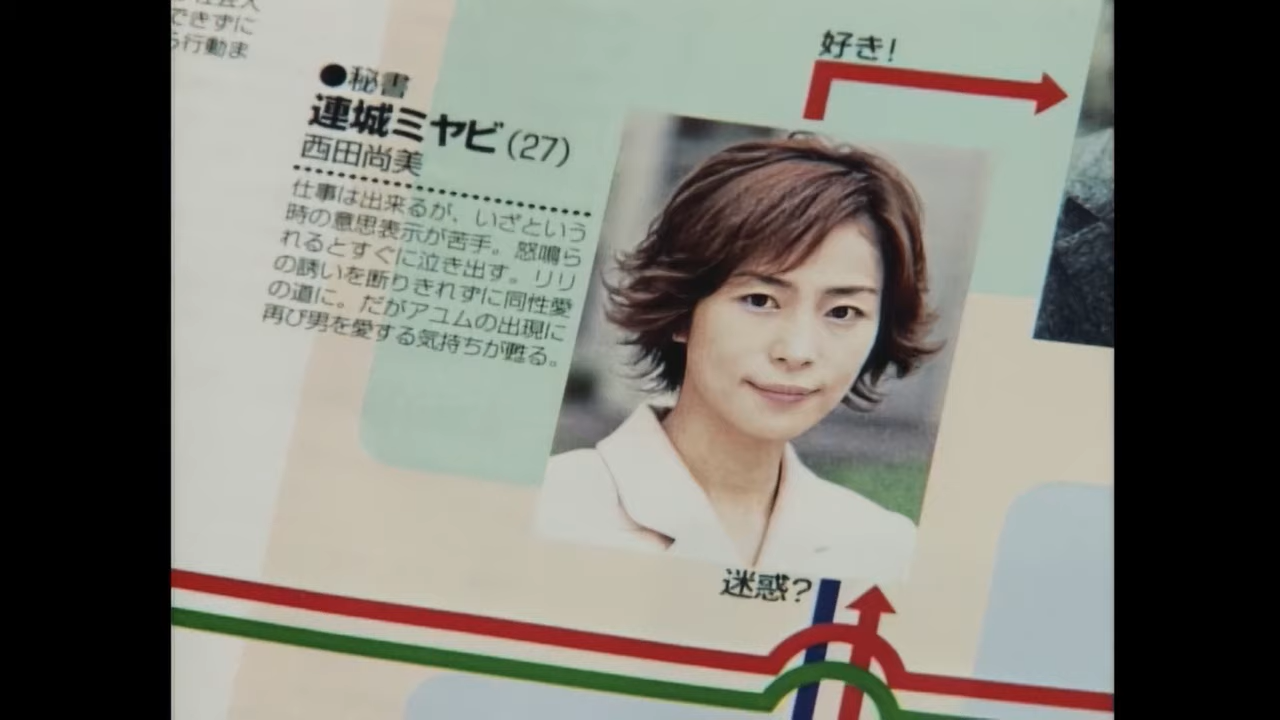 できずに
行動ま
好き!
●秘書
連城ミヤビ(27)
西田尚美
仕事は出来るが、いざという
時の意思表示が苦手。怒鳴ら
れるとすぐに泣き出す。リリ
の誘いを断りきれずに同性愛
の道に。だがアユムの出現に
再び男を愛する気持ちが甦る。
迷惑?